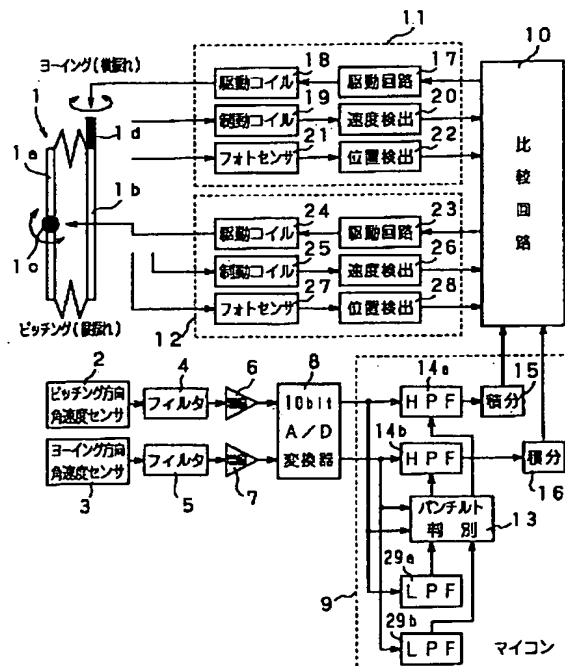 11
10
ヨーイング(横振れ)
18
17
駆動コイル
駆動回路
1
19
20
1d
制動コイル
速度検出
21
22
1a
フォトセンサ
位置検出
1b
比較回路
24
23
駆動コイル
駆動回路
1c
25
26
制動コイル
速度検出
27
28
フォトセンサ
位置検出
ピッチング(縦振れ)
12
2
4
6
8
14a
15
ピッチング方向
角速度センサ
フィルタ
10bit
A/D
変換器
HPF
積分
14b
ヨーイング方向
角速度センサ
フィルタ
HPF
積分
3
5
7
16
パンチルト
判別
13
29a
9
LPF
29b
LPF
マイコン